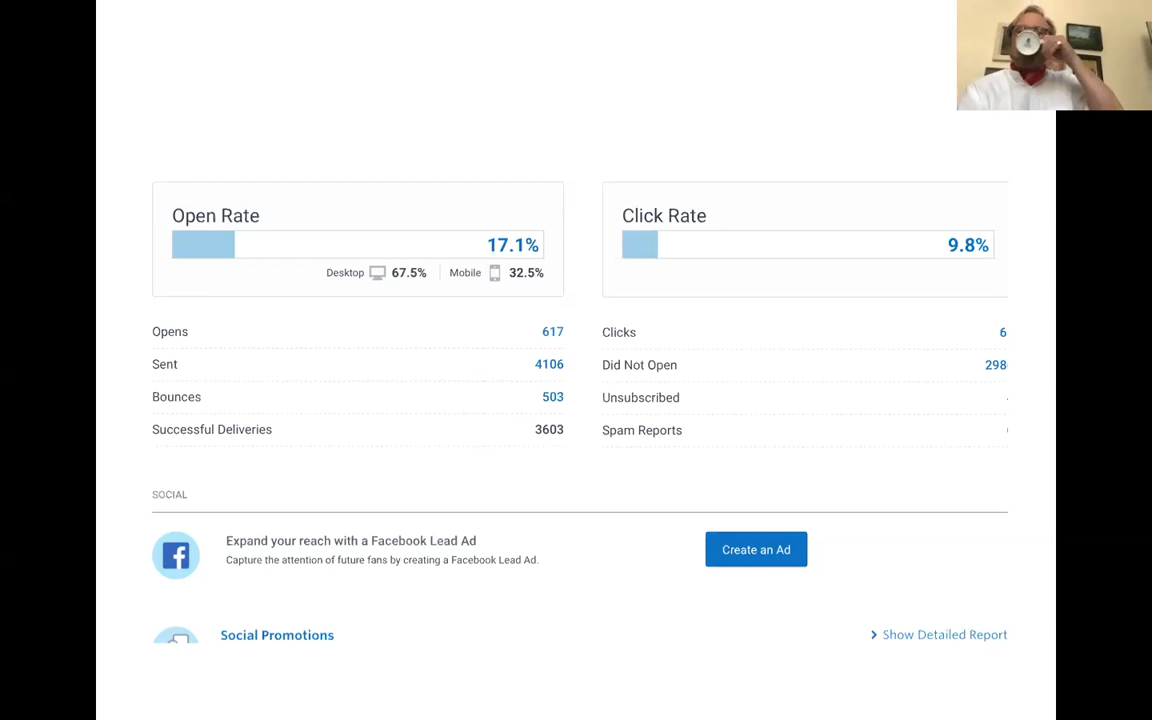 Open Rate
17.1%
Desktop 67.5% Mobile 32.5%
Opens 617
Sent 4106
Bounces 503
Successful Deliveries 3603
Click Rate
9.8%
Clicks 6
Did Not Open 298
Unsubscribed
Spam Reports
SOCIAL
Expand your reach with a Facebook Lead Ad
Capture the attention of future fans by creating a Facebook Lead Ad.
Create an Ad
Social Promotions
Show Detailed Report